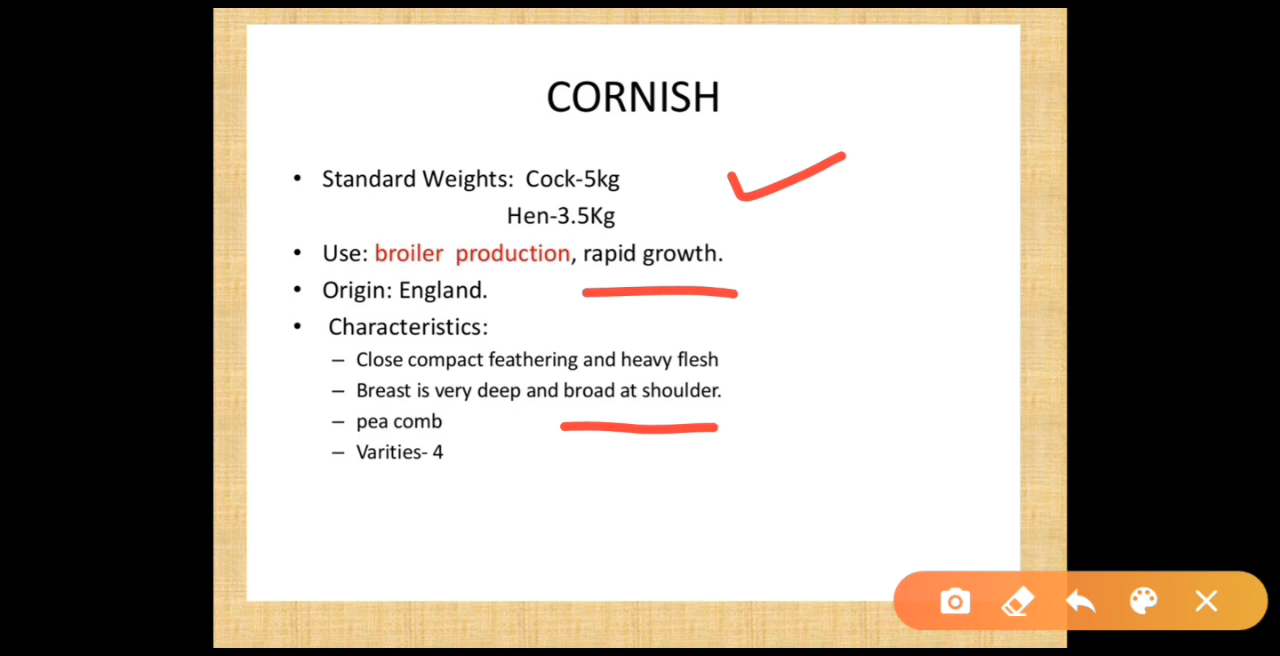 CORNISH
• Standard Weights: Cock-5kg
Hen-3.5Kg
• Use: broiler production, rapid growth.
• Origin: England.
• Characteristics:
– Close compact feathering and heavy flesh
– Breast is very deep and broad at shoulder.
– pea comb
– Varities- 4